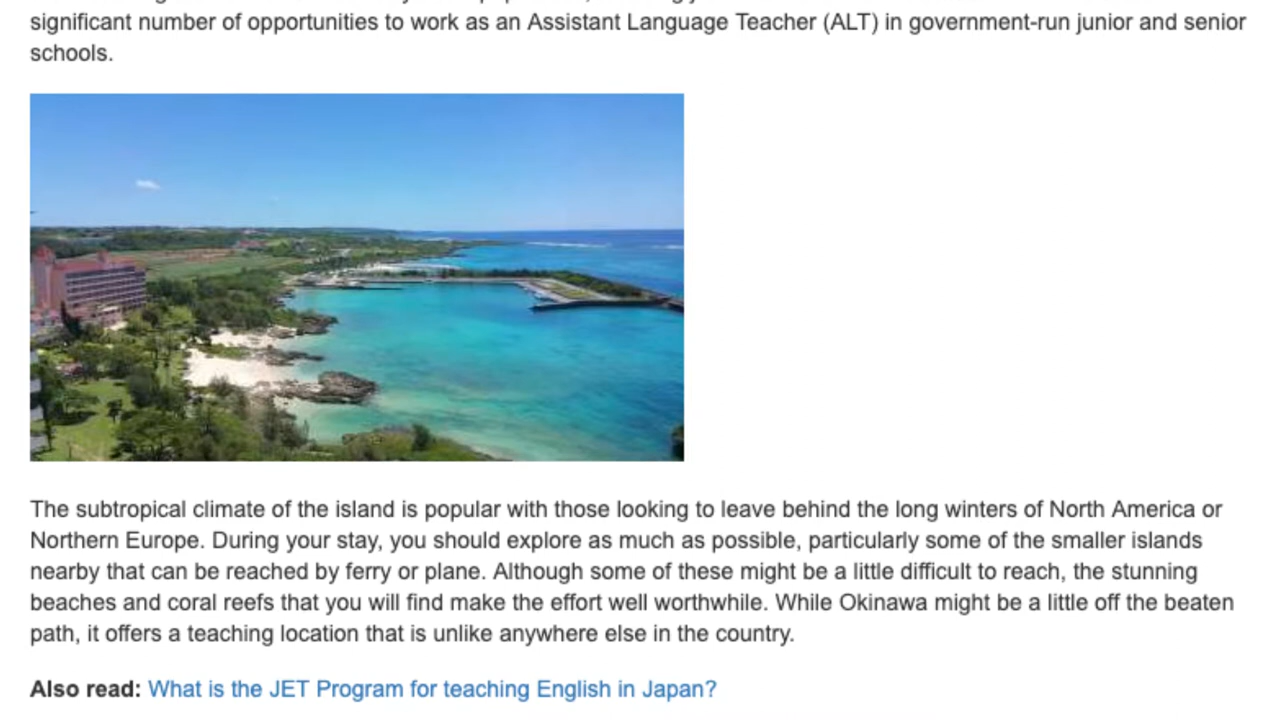 significant number of opportunities to work as an Assistant Language Teacher (ALT) in government-run junior and senior
schools.
The subtropical climate of the island is popular with those looking to leave behind the long winters of North America or
Northern Europe. During your stay, you should explore as much as possible, particularly some of the smaller islands
nearby that can be reached by ferry or plane. Although some of these might be a little difficult to reach, the stunning
beaches and coral reefs that you will find make the effort well worthwhile. While Okinawa might be a little off the beaten
path, it offers a teaching location that is unlike anywhere else in the country.
Also read: What is the JET Program for teaching English in Japan?